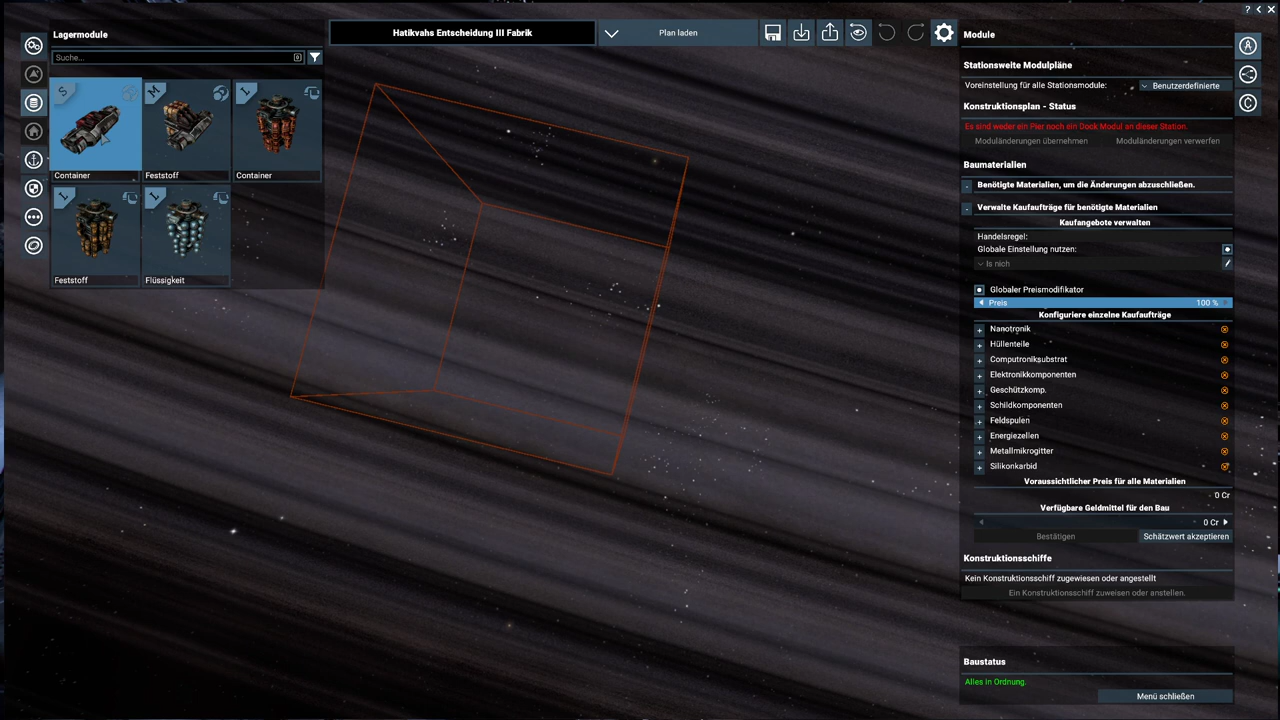 Lagermodule
Suche...
S
Container
M
Feststoff
L
Container
L
Feststoff
L
Flüssigkeit
Hatikvahs Entscheidung III Fabrik
Plan laden
?
Module
Stationsweite Modulpläne
Voreinstellung für alle Stationsmodule:
Benutzerdefinierte
Konstruktionsplan - Status
Es sind weder ein Pier noch ein Dock Modul an dieser Station.
Moduländerungen übernehmen
Moduländerungen verwerfen
Baumaterialien
- Benötigte Materialien, um die Änderungen abzuschließen.
- Verwalte Kaufaufträge für benötigte Materialien
Kaufangebote verwalten
Handelsregel:
Globale Einstellung nutzen:
Is nich
Globaler Preismodifikator
Preis 100 %
Konfiguriere einzelne Kaufaufträge
+ Nanotronik
+ Hüllenteile
+ Computroniksubstrat
+ Elektronikkomponenten
+ Geschützkomp.
+ Schildkomponenten
+ Feldspulen
+ Energiezellen
+ Metallmikrogitter
+ Silikonkarbid
Voraussichtlicher Preis für alle Materialien
0 Cr
Verfügbare Geldmittel für den Bau
0 Cr
Bestätigen
Schätzwert akzeptieren
Konstruktionsschiffe
Kein Konstruktionsschiff zugewiesen oder angestellt
Ein Konstruktionsschiff zuweisen oder anstellen.
Baustatus
Alles in Ordnung.
Menü schließen